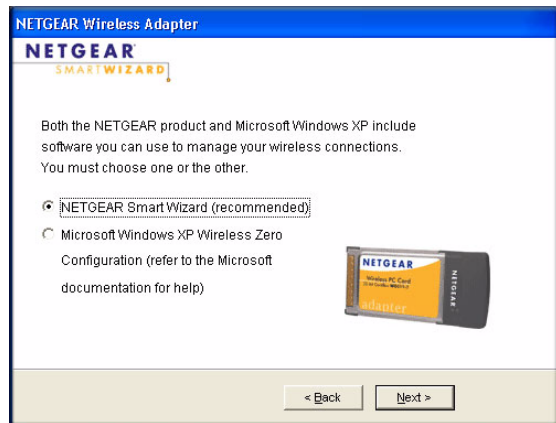 NETGEAR Wireless Adapter
NETGEAR
SMARTWIZARD
Both the NETGEAR product and Microsoft Windows XP include
software you can use to manage your wireless connections.
You must choose one or the other.
NETGEAR Smart Wizard (recommended)
Microsoft Windows XP Wireless Zero
Configuration (refer to the Microsoft
documentation for help)
NETGEAR
Wireless PC Card
NETGEAR
adapter
< Back
Next >